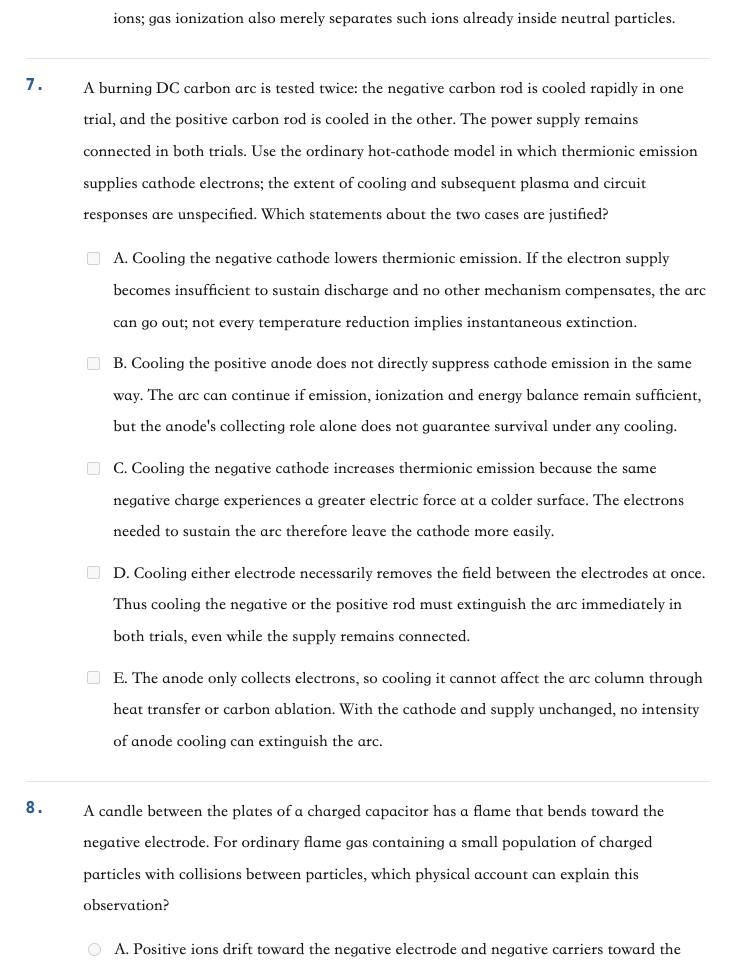 ions; gas ionization also merely separates such ions already inside neutral particles.
7.
A burning DC carbon arc is tested twice: the negative carbon rod is cooled rapidly in one
trial, and the positive carbon rod is cooled in the other. The power supply remains
connected in both trials. Use the ordinary hot-cathode model in which thermionic emission
supplies cathode electrons; the extent of cooling and subsequent plasma and circuit
responses are unspecified. Which statements about the two cases are justified?
A. Cooling the negative cathode lowers thermionic emission. If the electron supply
becomes insufficient to sustain discharge and no other mechanism compensates, the arc
can go out; not every temperature reduction implies instantaneous extinction.
B. Cooling the positive anode does not directly suppress cathode emission in the same
way. The arc can continue if emission, ionization and energy balance remain sufficient,
but the anode's collecting role alone does not guarantee survival under any cooling.
C. Cooling the negative cathode increases thermionic emission because the same
negative charge experiences a greater electric force at a colder surface. The electrons
needed to sustain the arc therefore leave the cathode more easily.
D. Cooling either electrode necessarily removes the field between the electrodes at once.
Thus cooling the negative or the positive rod must extinguish the arc immediately in
both trials, even while the supply remains connected.
E. The anode only collects electrons, so cooling it cannot affect the arc column through
heat transfer or carbon ablation. With the cathode and supply unchanged, no intensity
of anode cooling can extinguish the arc.
8.
A candle between the plates of a charged capacitor has a flame that bends toward the
negative electrode. For ordinary flame gas containing a small population of charged
particles with collisions between particles, which physical account can explain this
observation?
A. Positive ions drift toward the negative electrode and negative carriers toward the